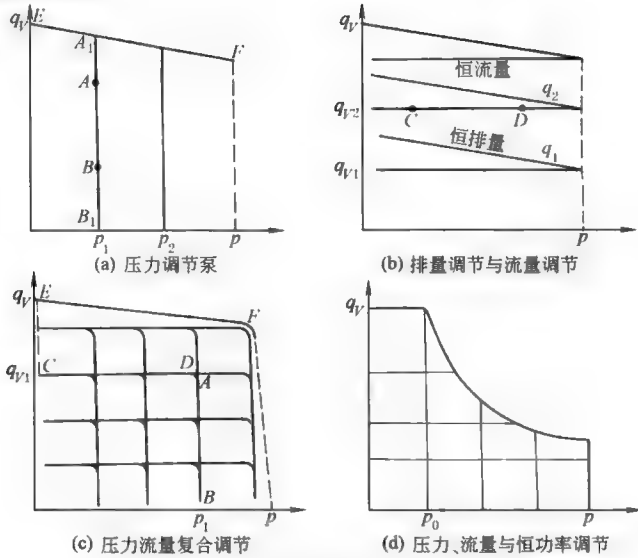 q_V E
A₁ F
A
B
B₁
p₁ p₂ p
(a) 压力调节泵
q_V
恒流量
q₂
q_V2 C D
恒排量 q₁
q_V1
p
(b) 排量调节与流量调节
q_V E
F
C D
q_V1 A
B
p₁ p
(c) 压力流量复合调节
q_V
p₀ p
(d) 压力、流量与恒功率调节